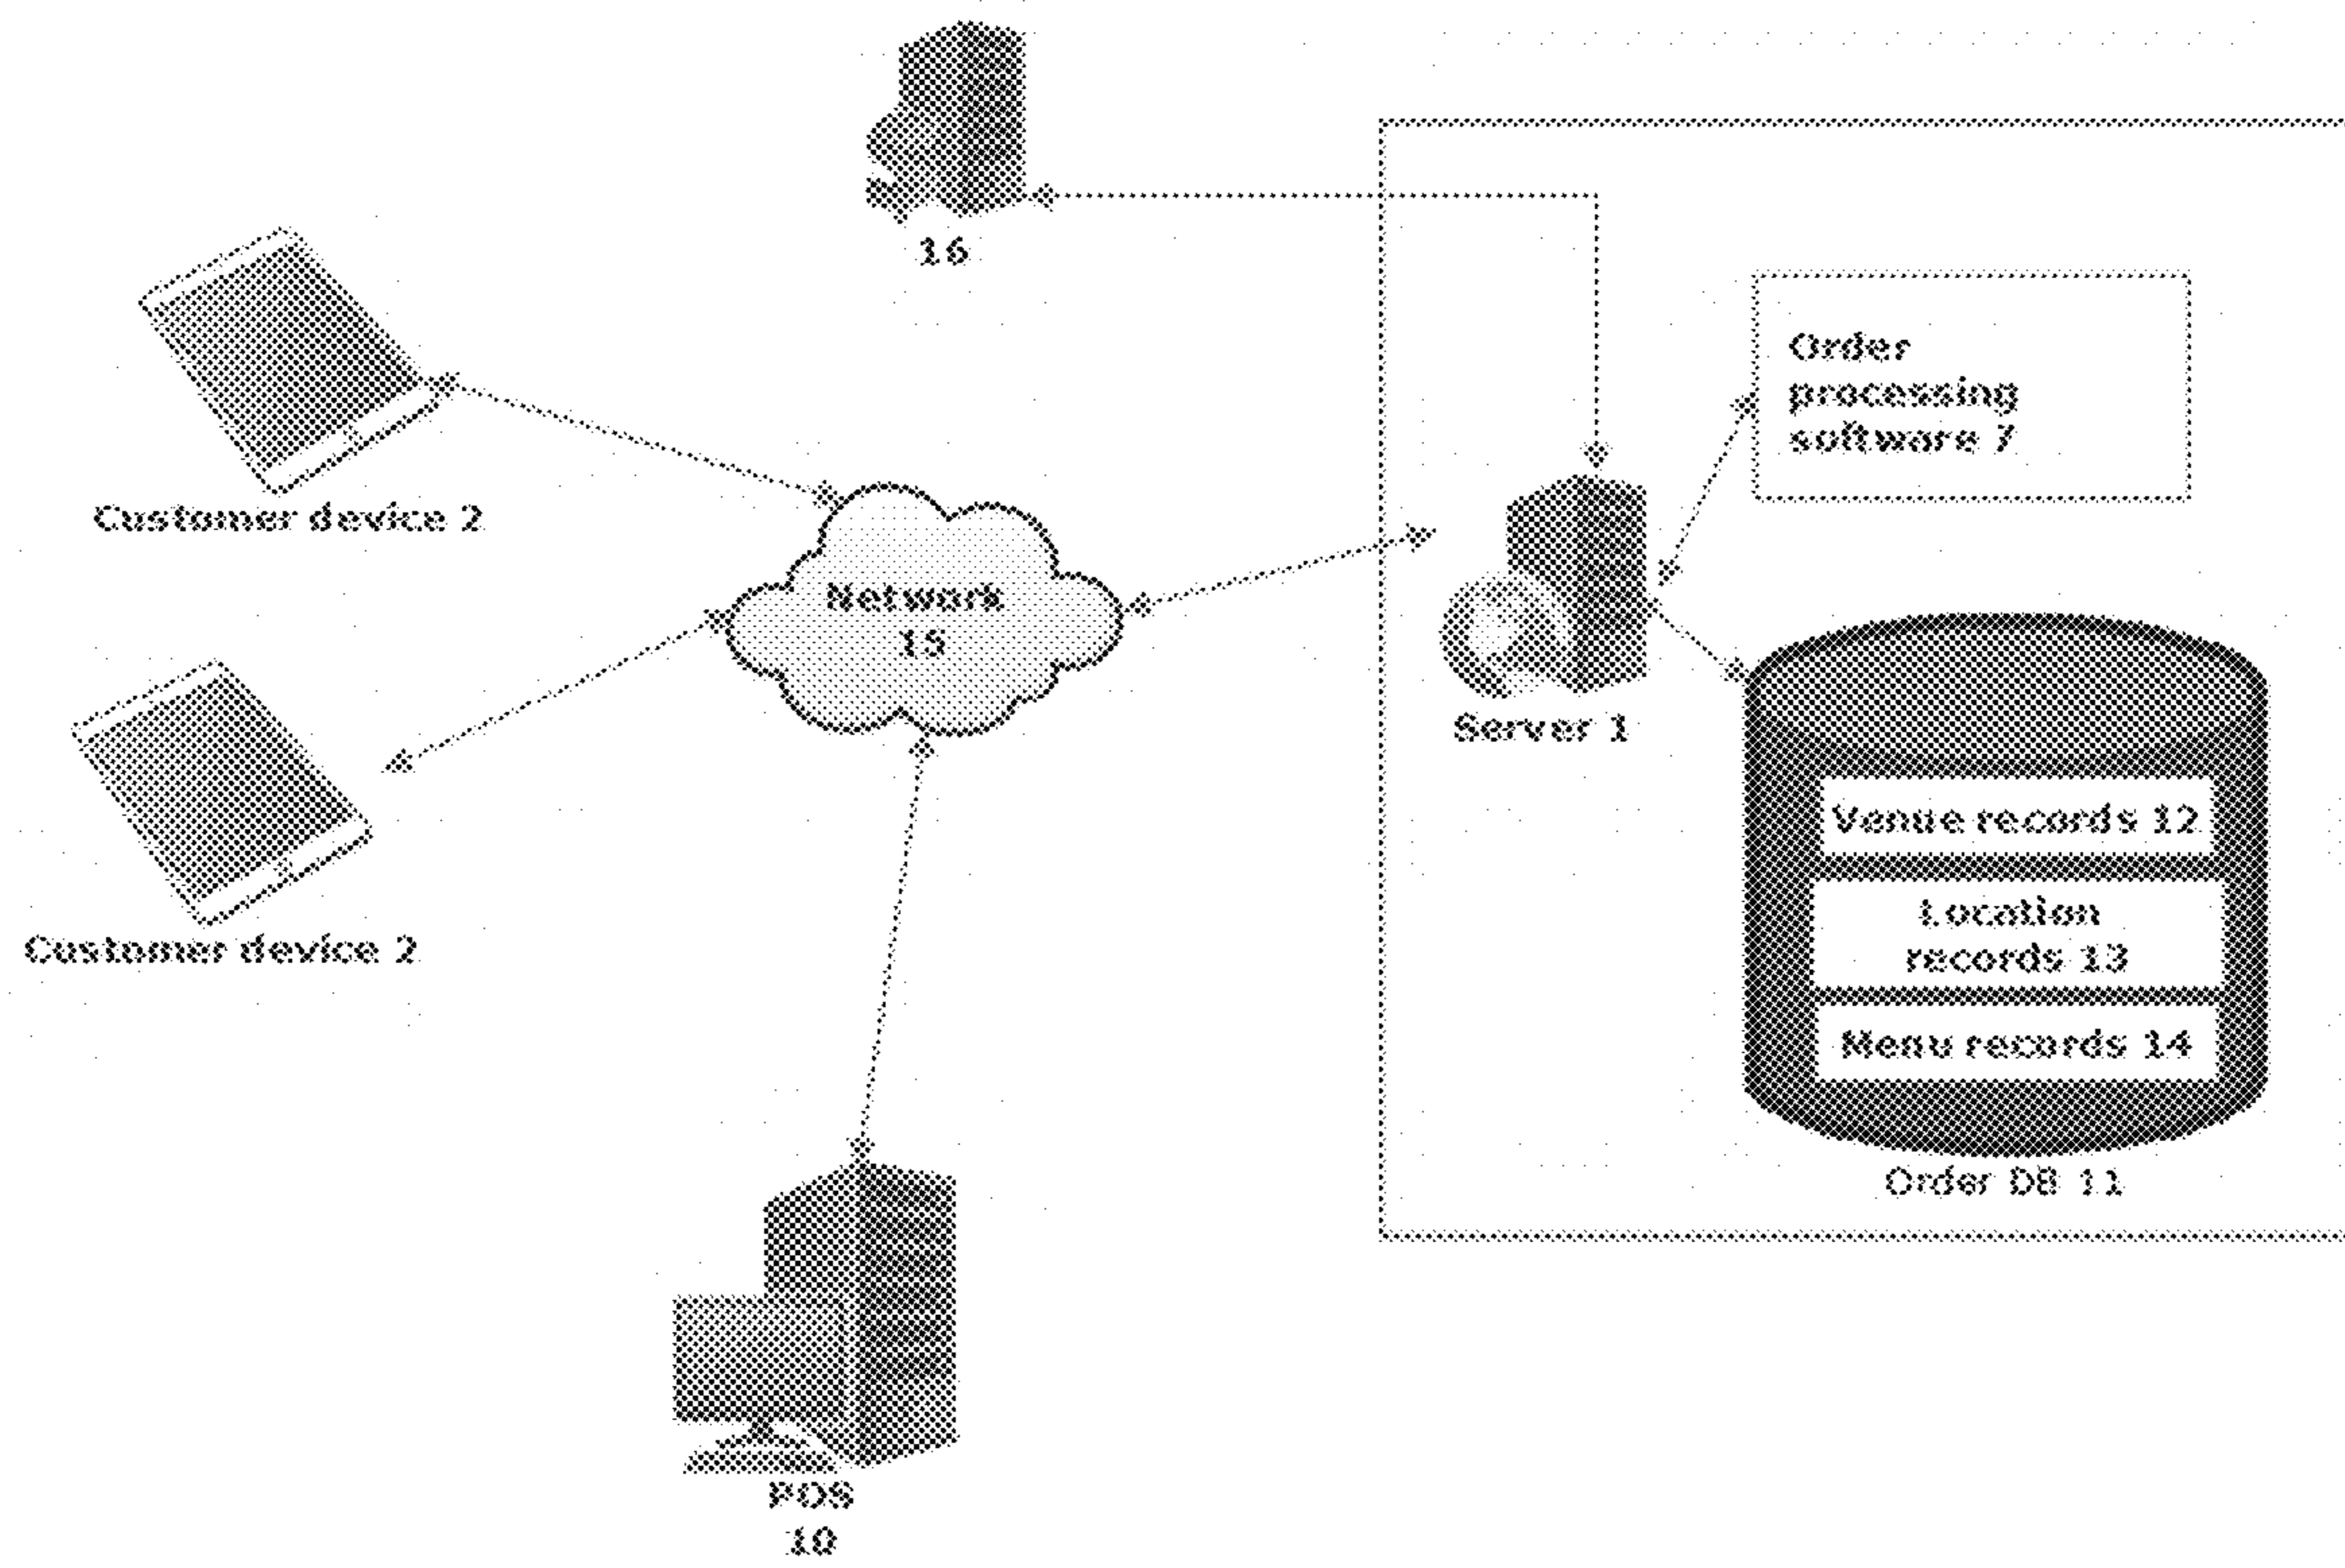 16
Order
processing
software 7
Customer device 2
Network
15
Server 1
Venue records 12
Location
records 13
Customer device 2
Menu records 14
Order DB 11
POS
10